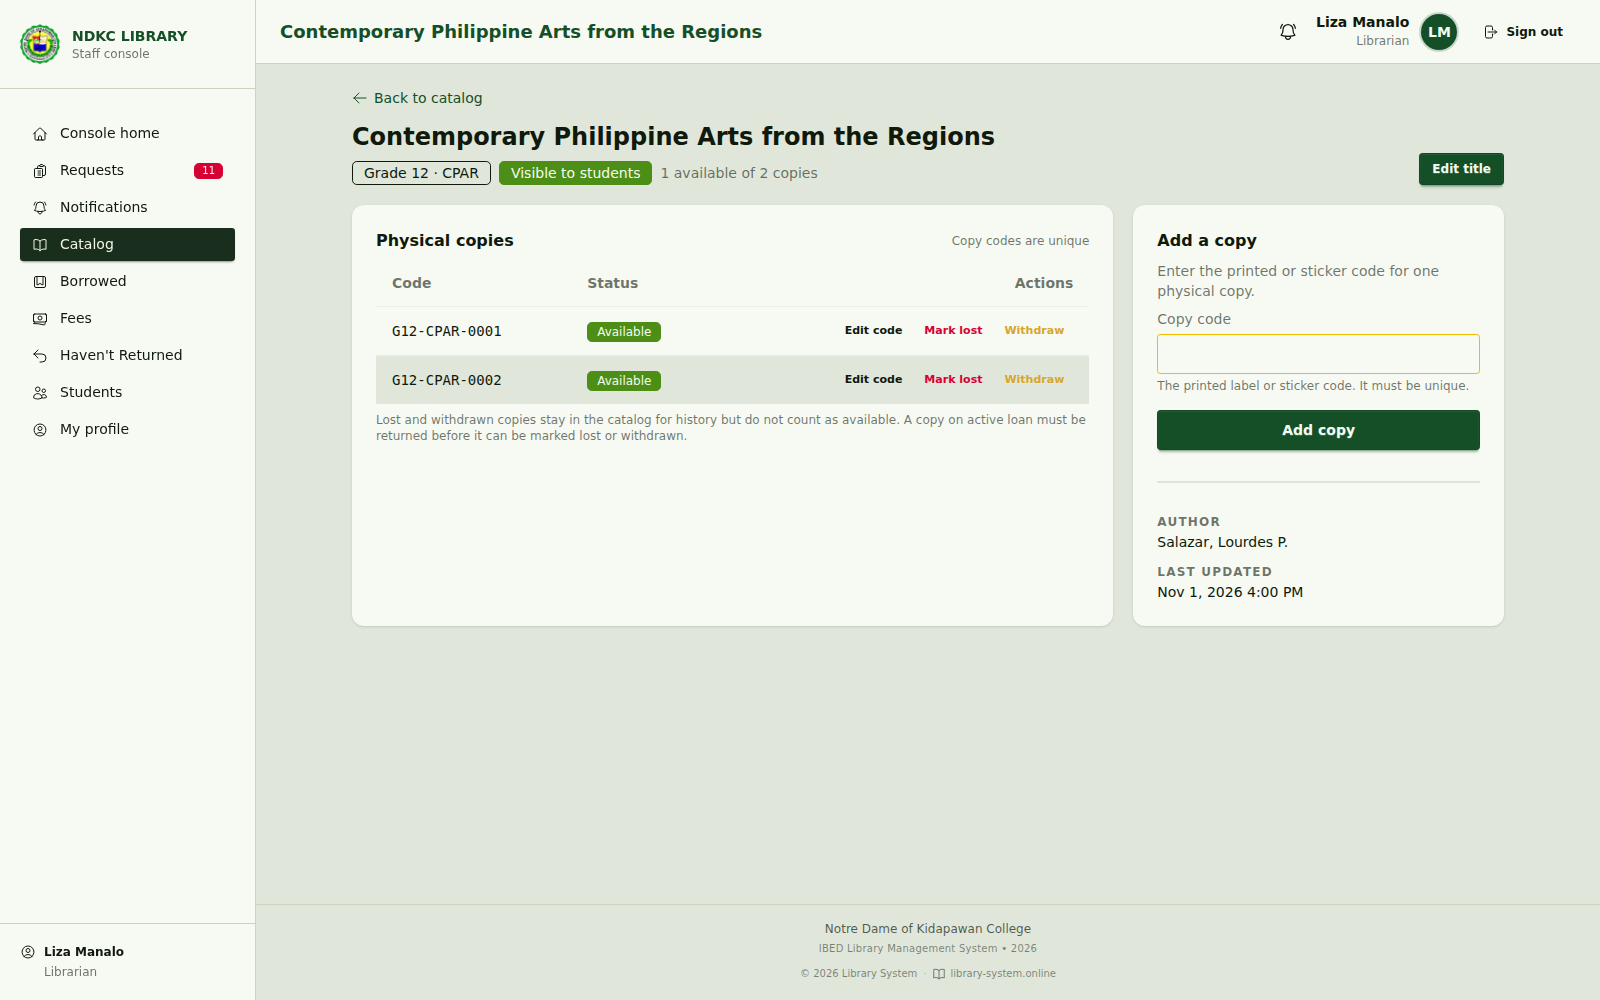 NDKC LIBRARY
Staff console
Console home
Requests 11
Notifications
Catalog
Borrowed
Fees
Haven't Returned
Students
My profile
Liza Manalo
Librarian
Contemporary Philippine Arts from the Regions
Liza Manalo
Librarian
LM
Sign out
Back to catalog
Contemporary Philippine Arts from the Regions
Grade 12 · CPAR Visible to students 1 available of 2 copies
Edit title
Physical copies Copy codes are unique
Code Status Actions
G12-CPAR-0001 Available Edit code Mark lost Withdraw
G12-CPAR-0002 Available Edit code Mark lost Withdraw
Lost and withdrawn copies stay in the catalog for history but do not count as available. A copy on active loan must be
returned before it can be marked lost or withdrawn.
Add a copy
Enter the printed or sticker code for one
physical copy.
Copy code
The printed label or sticker code. It must be unique.
Add copy
AUTHOR
Salazar, Lourdes P.
LAST UPDATED
Nov 1, 2026 4:00 PM
Notre Dame of Kidapawan College
IBED Library Management System • 2026
© 2026 Library System · library-system.online